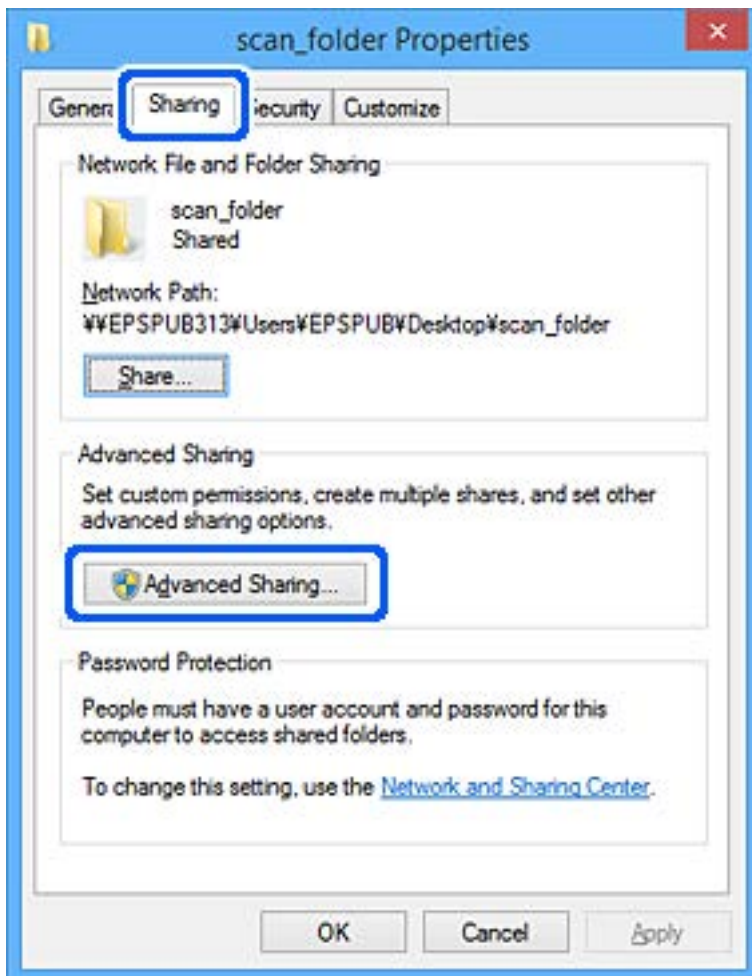 scan_folder Properties
Genera Sharing Security Customize
Network File and Folder Sharing
scan_folder
Shared
Network Path:
¥¥EPSPUB313¥Users¥EPSPUB¥Desktop¥scan_folder
Share...
Advanced Sharing
Set custom permissions, create multiple shares, and set other
advanced sharing options.
Advanced Sharing...
Password Protection
People must have a user account and password for this
computer to access shared folders.
To change this setting, use the Network and Sharing Center.
OK Cancel Apply